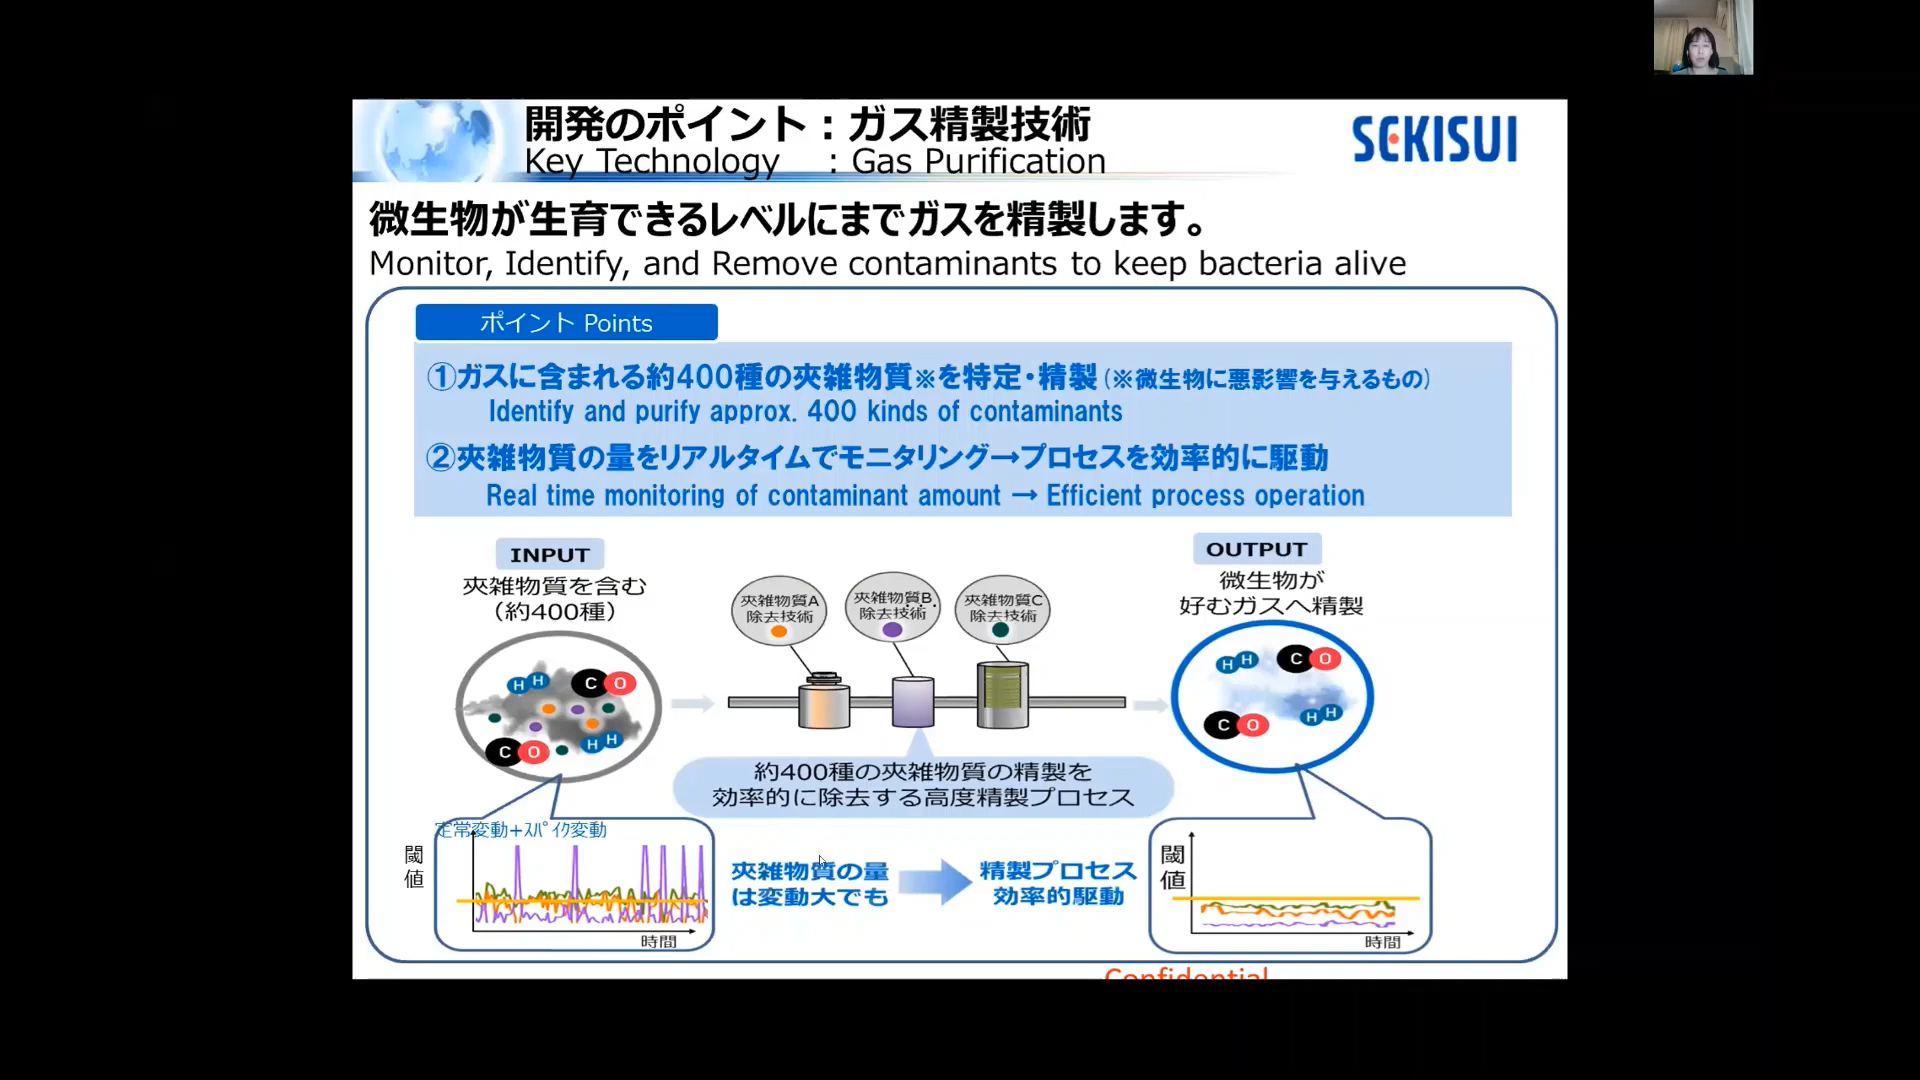 開発のポイント：ガス精製技術
Key Technology : Gas Purification
SEKISUI
微生物が生育できるレベルにまでガスを精製します。
Monitor, Identify, and Remove contaminants to keep bacteria alive
ポイント Points
①ガスに含まれる約400種の夾雑物質※を特定・精製（※微生物に悪影響を与えるもの）
Identify and purify approx. 400 kinds of contaminants
②夾雑物質の量をリアルタイムでモニタリング→プロセスを効率的に駆動
Real time monitoring of contaminant amount → Efficient process operation
INPUT
夾雑物質を含む
（約400種）
H H C O
C O H H
夾雑物質A
除去技術
夾雑物質B
除去技術
夾雑物質C
除去技術
OUTPUT
微生物が
好むガスへ精製
H H C O
C O H H
約400種の夾雑物質の精製を
効率的に除去する高度精製プロセス
定常変動+ｽﾊﾟｲｸ変動
閾値
時間
夾雑物質の量
は変動大でも
精製プロセス
効率的駆動
閾値
時間
Confidential